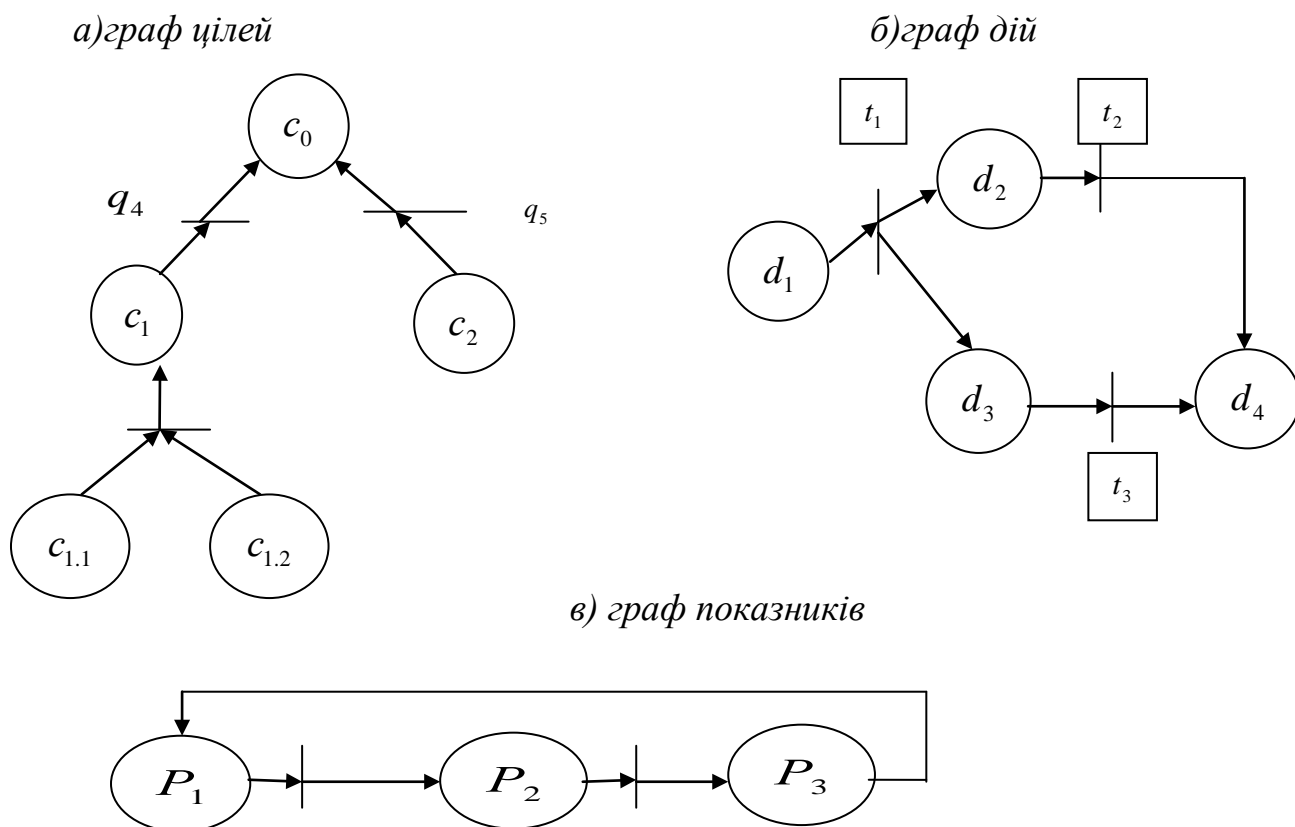 а)граф цілей
б)граф дій
c₀
q₄
q₅
c₁
c₂
c₁.₁
c₁.₂
t₁
t₂
d₁
d₂
d₃
d₄
t₃
в) граф показників
P₁
P₂
P₃